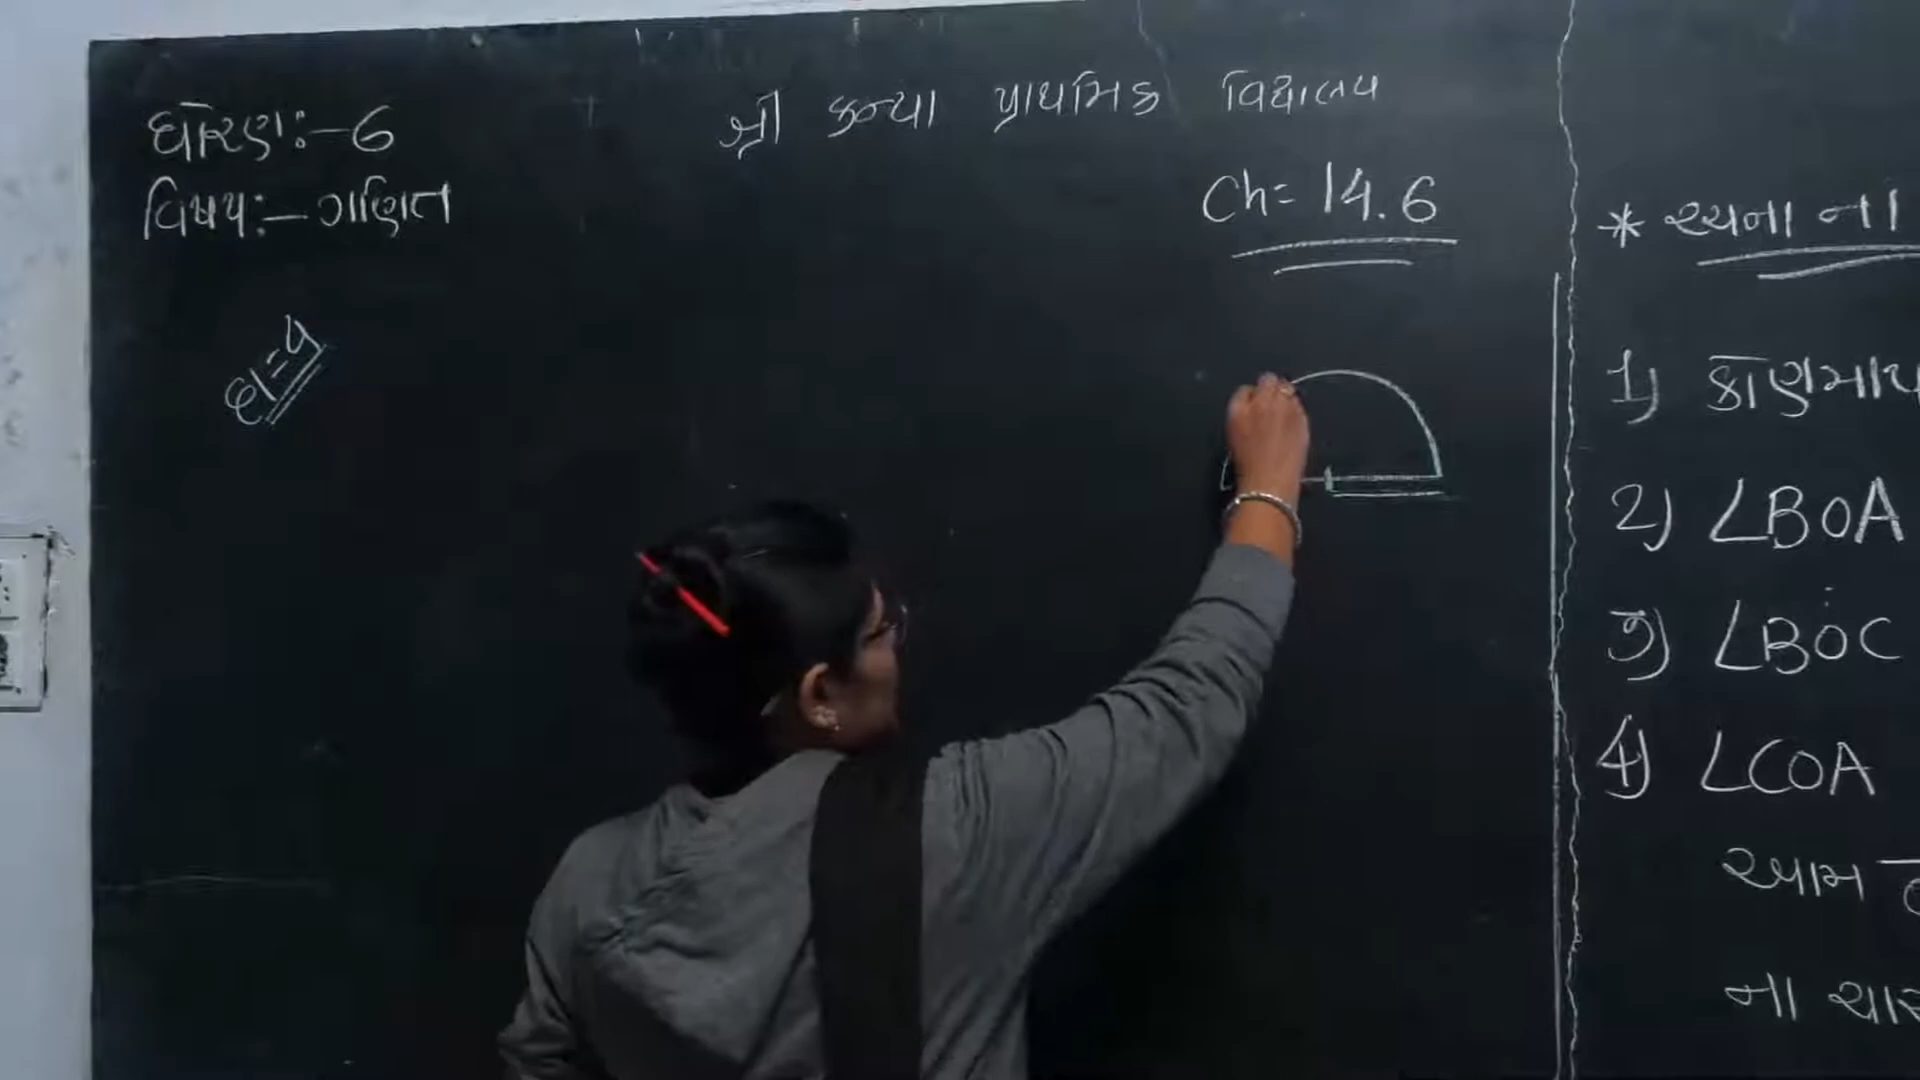 ધોરણ:-6
વિષય:- ગણિત
શ્રી કન્યા પ્રાથમિક વિદ્યાલય
Ch= 14.6
દા=5
* રચના ના
1) કોણમાપ
2) ∠BOA
3) ∠BOC
4) ∠COA
આમ
ના ચાર